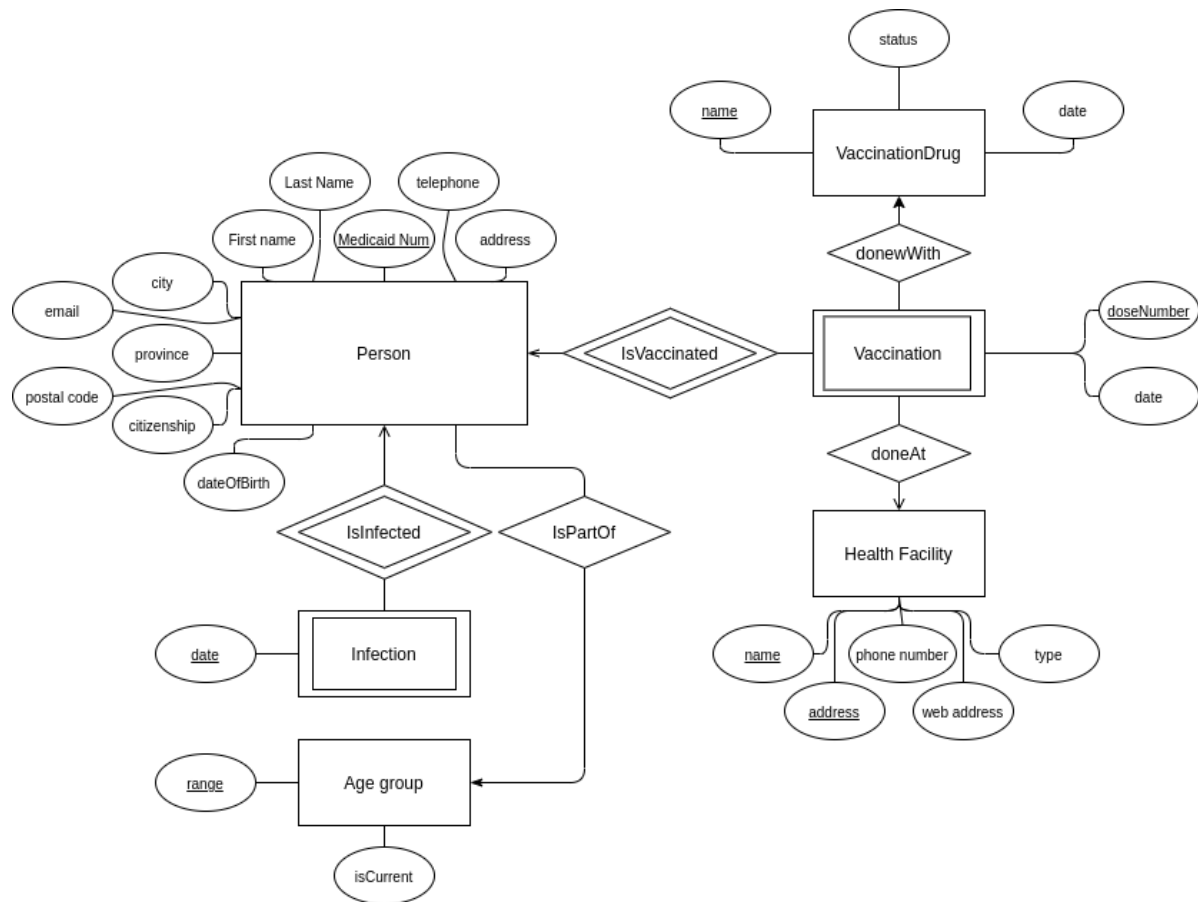 status
name
date
VaccinationDrug
Last Name
telephone
First name
Medicaid Num
address
donewWith
city
email
doseNumber
province
Person
IsVaccinated
Vaccination
postal code
date
citizenship
doneAt
dateOfBirth
IsInfected
IsPartOf
Health Facility
date
Infection
name
phone number
type
address
web address
range
Age group
isCurrent